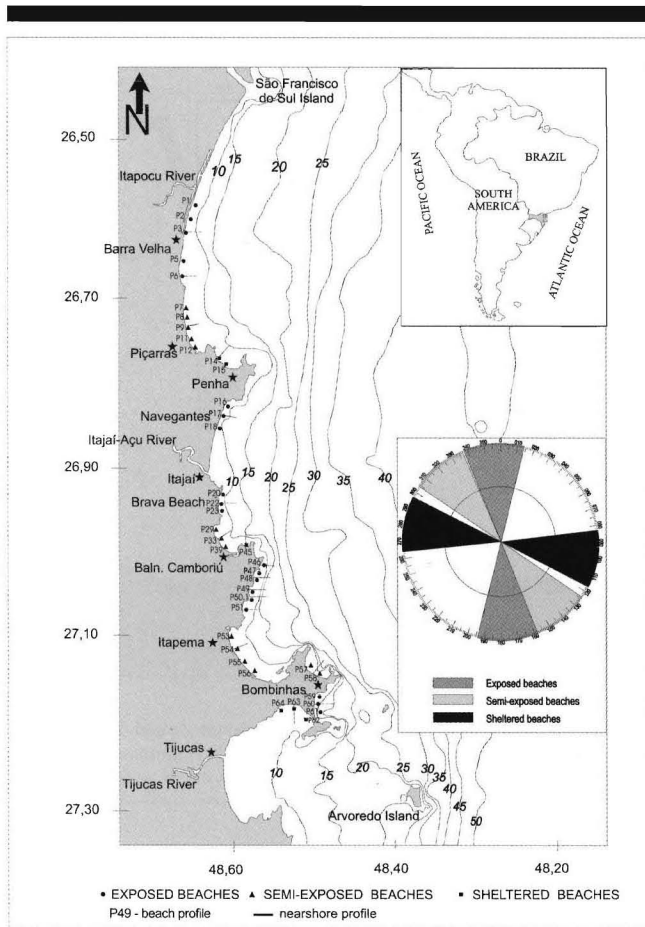 São Francisco
do Sul Island
N
26,50
10
15
20
25
Itapocu River
P1
P2
P3
Barra Velha
P5
P6
26,70
P7
P8
P9
P11
P12
Piçarras
P14
P15
Penha
P16
Navegantes
P17
P18
Itajaí-Açu River
26,90
Itajaí
10
15
20
25
30
35
40
P20
Brava Beach
P22
P23
P29
P33
P39
P45
Baln. Camboriú
P46
P47
P48
P49
P50,1
P51
27,10
P53
Itapema
P54
P55
P56
P57
P58
Bombinhas
P59
P60
P61
P62
P63
P64
Tijucas
Tijucas River
10
15
20
25
30
35
40
45
50
27,30
Arvoredo Island
48,60
48,40
48,20
PACIFIC OCEAN
BRAZIL
SOUTH
AMERICA
ATLANTIC OCEAN
Exposed beaches
Semi-exposed beaches
Sheltered beaches
EXPOSED BEACHES
SEMI-EXPOSED BEACHES
SHELTERED BEACHES
P49 - beach profile
nearshore profile